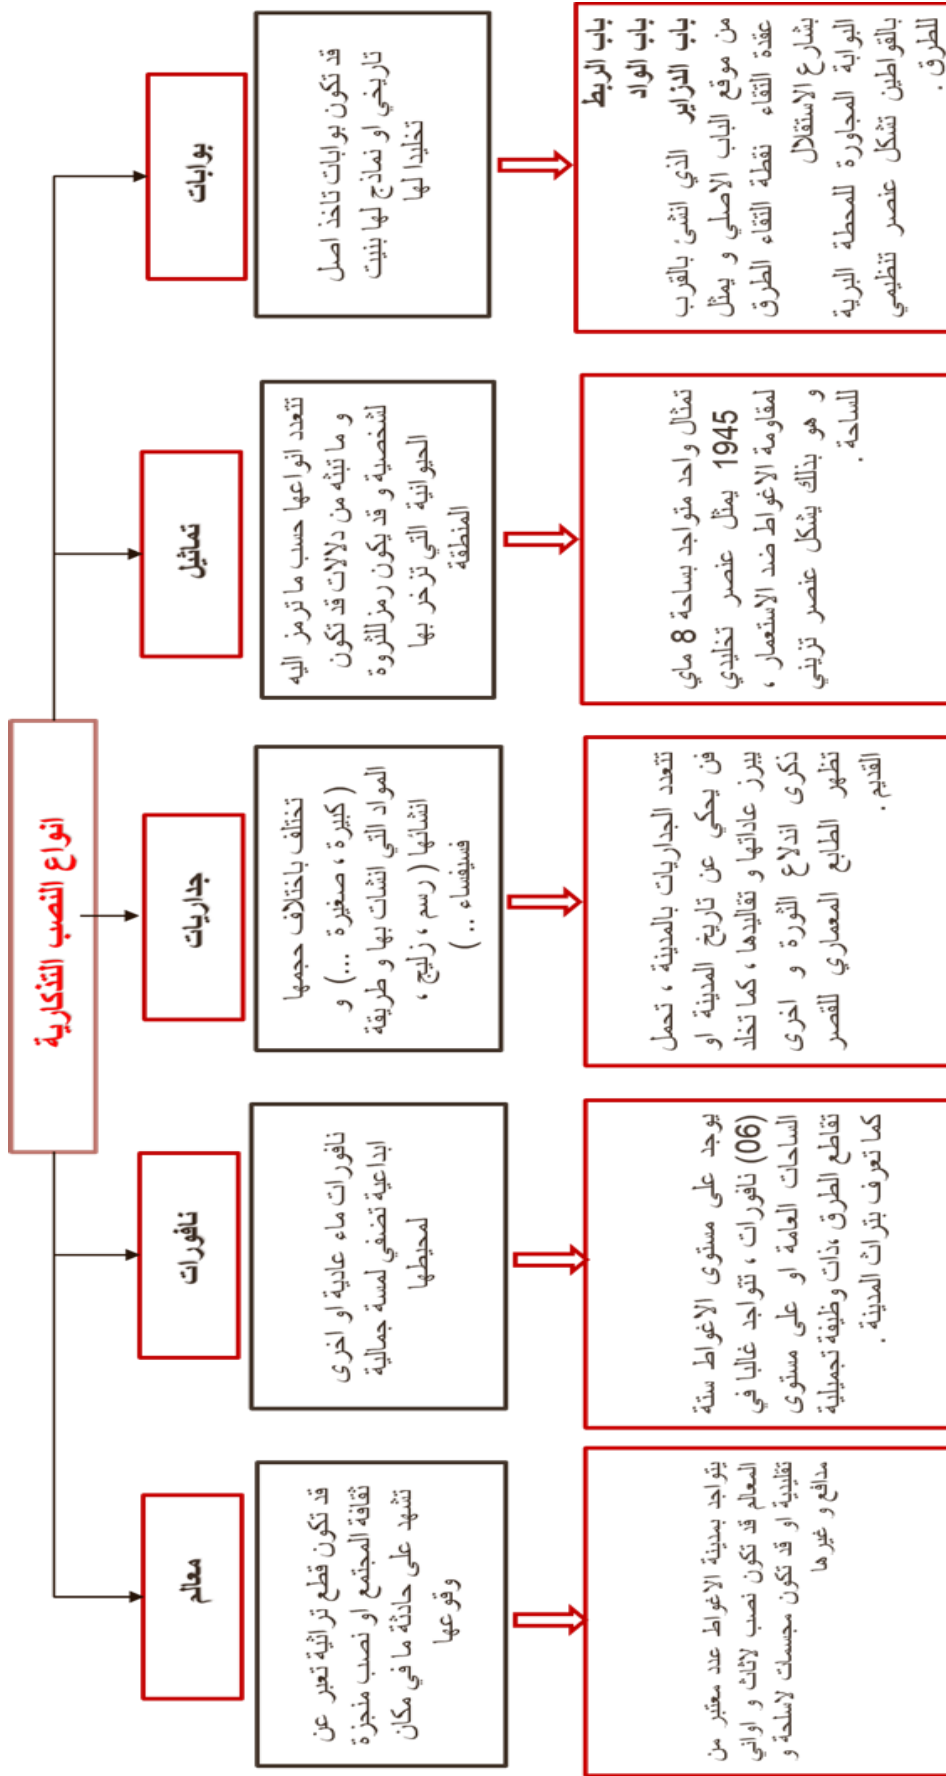 انواع النصب التذكارية
بوابات
قد تكون بوابات تاخذ اصل
تاريخي او نماذج لها بنيت
تخليدا لها
باب الربط
باب الواد
باب الدزاير الذي انشئ بالقرب
من موقع الباب الاصلي و يمثل
عقدة التقاء نقطة التقاء الطرق
بشارع الاستقلال
البوابة المجاورة للمحطة البرية
بالقواطين تشكل عنصر تنظيمي
للطرق .
تماثيل
تتعدد انواعها حسب ما ترمز اليه
و ما تبثه من دلالات قد تكون
لشخصية و قد يكون رمز للثروة
الحيوانية التي تزخر بها
المنطقة
تمثال واحد متواجد بساحة 8 ماي
1945 يمثل عنصر تخليدي
لمقاومة الاغواط ضد الاستعمار ،
و هو بذلك يشكل عنصر تزييني
للساحة .
جداريات
تختلف باختلاف حجمها
( كبيرة ، صغيرة ...) و
المواد التي انشات بها و طريقة
انشائها ( رسم ، زليج ،
فسيفساء .. )
تتعدد الجداريات بالمدينة ، تحمل
فن يحكي عن تاريخ المدينة او
يبرز عاداتها و تقاليدها ، كما تخلد
ذكرى اندلاع الثورة و اخرى
تظهر الطابع المعماري للقصر
القديم .
نافورات
نافورات ماء عادية او اخرى
ابداعية تضفي لمسة جمالية
لمحيطها
يوجد على مستوى الاغواط ستة
(06) نافورات ، تتواجد غالبا في
الساحات العامة او على مستوى
تقاطع الطرق ،ذات وظيفة تجميلية
كما تعرف بتراث المدينة .
معالم
قد تكون قطع تراثية تعبر عن
ثقافة المجتمع او نصب منجزة
تشهد على حادثة ما في مكان
وقوعها
يتواجد بمدينة الاغواط عدد معتبر من
المعالم قد تكون نصب لاثاث و اواني
تقليدية او قد تكون مجسمات لاسلحة و
مدافع و غيرها